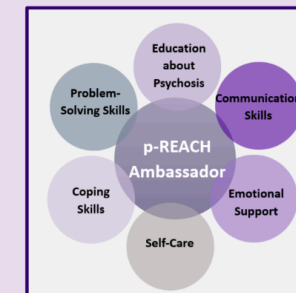 Education
about
Psychosis
Problem-
Solving Skills
Communication
Skills
p-REACH
Ambassador
Coping
Skills
Emotional
Support
Self-Care